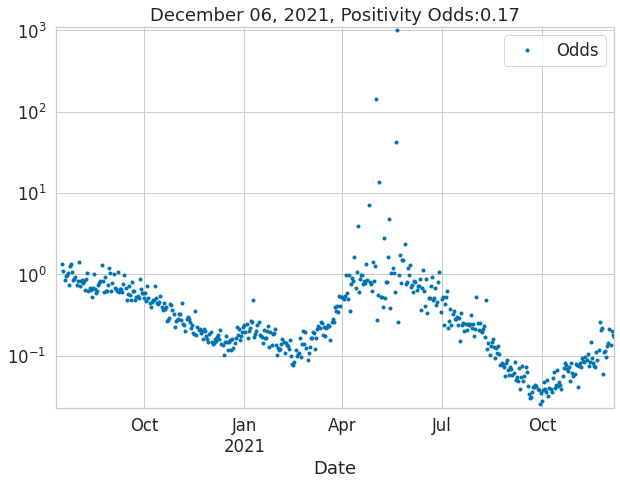 December 06, 2021, Positivity Odds:0.17
Odds
10³
10²
10¹
10⁰
10⁻¹
Oct Jan Apr Jul Oct
2021
Date